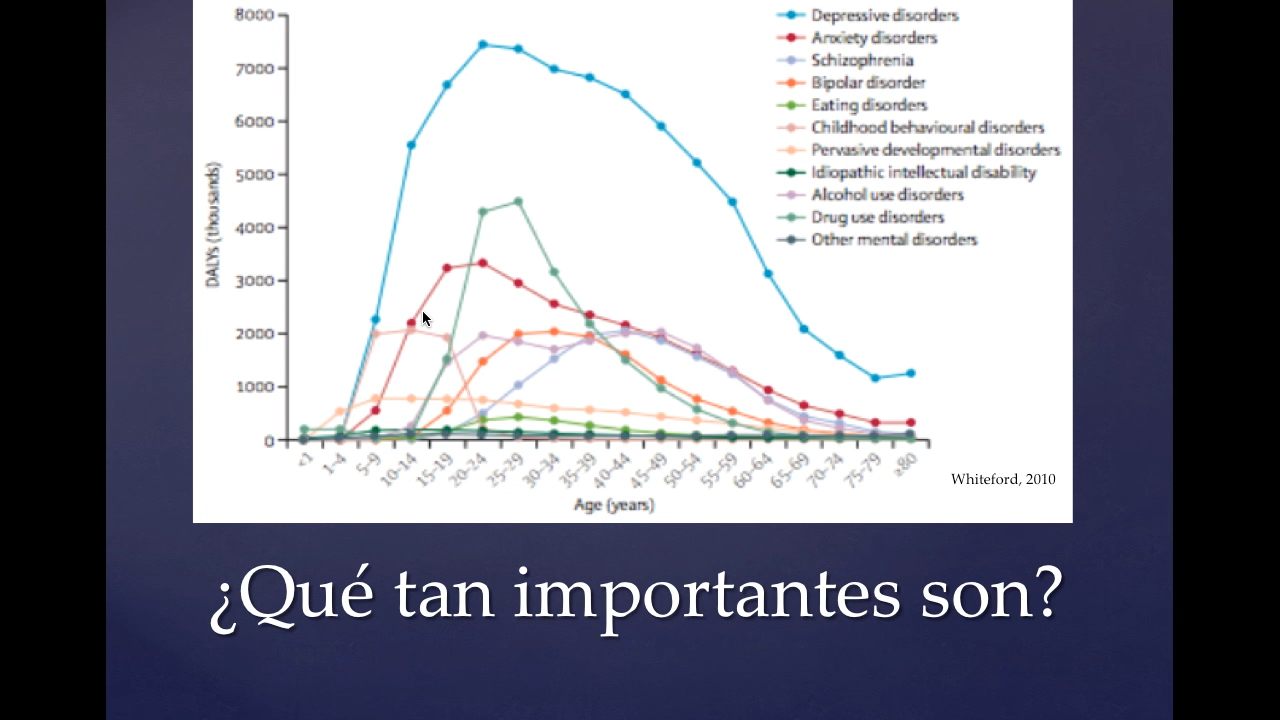 8000
7000
6000
5000
4000
3000
2000
1000
0
DALYs (thousands)
Depressive disorders
Anxiety disorders
Schizophrenia
Bipolar disorder
Eating disorders
Childhood behavioural disorders
Pervasive developmental disorders
Idiopathic intellectual disability
Alcohol use disorders
Drug use disorders
Other mental disorders
<1
1–4
5–9
10–14
15–19
20–24
25–29
30–34
35–39
40–44
45–49
50–54
55–59
60–64
65–69
70–74
75–79
≥80
Age (years)
Whiteford, 2010
¿Qué tan importantes son?